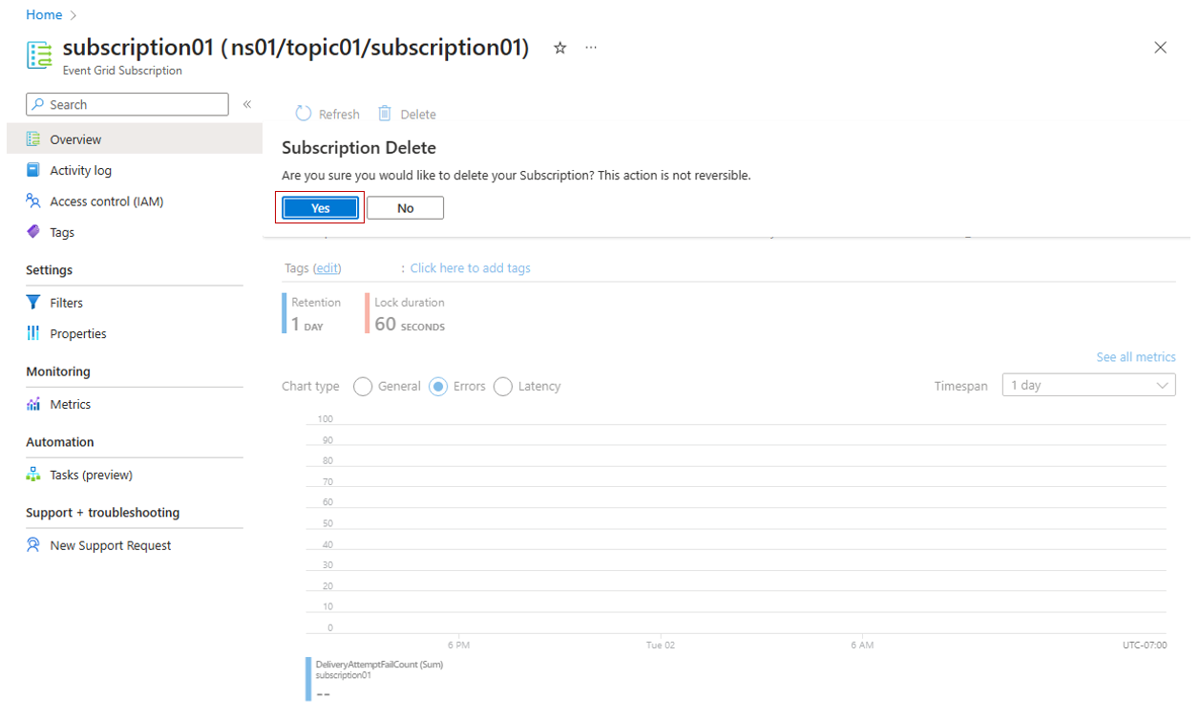 Home
subscription01 ( ns01/topic01/subscription01)
Event Grid Subscription
Search
Overview
Activity log
Access control (IAM)
Tags
Settings
Filters
Properties
Monitoring
Metrics
Automation
Tasks (preview)
Support + troubleshooting
New Support Request
Refresh Delete
Subscription Delete
Are you sure you would like to delete your Subscription? This action is not reversible.
Yes No
Tags (edit) : Click here to add tags
Retention Lock duration
1 DAY 60 SECONDS
See all metrics
Chart type General Errors Latency Timespan 1 day
100
90
80
70
60
50
40
30
20
10
0
6 PM Tue 02 6 AM UTC-07:00
DeliveryAttemptFailCount (Sum)
subscription01
--